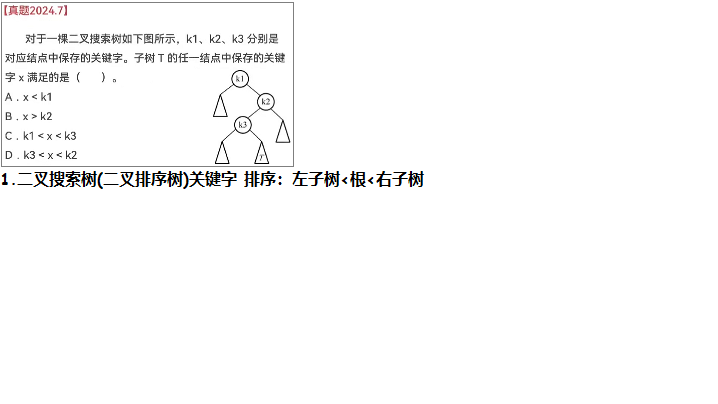 【真题2024.7】
对于一棵二叉搜索树如下图所示，k1、k2、k3 分别是
对应结点中保存的关键字。子树 T 的任一结点中保存的关键
字 x 满足的是（　　）。
A．x < k1
B．x > k2
C．k1 < x < k3
D．k3 < x < k2
k1
k2
k3
T
1.二叉搜索树(二叉排序树)关键字 排序：左子树<根<右子树